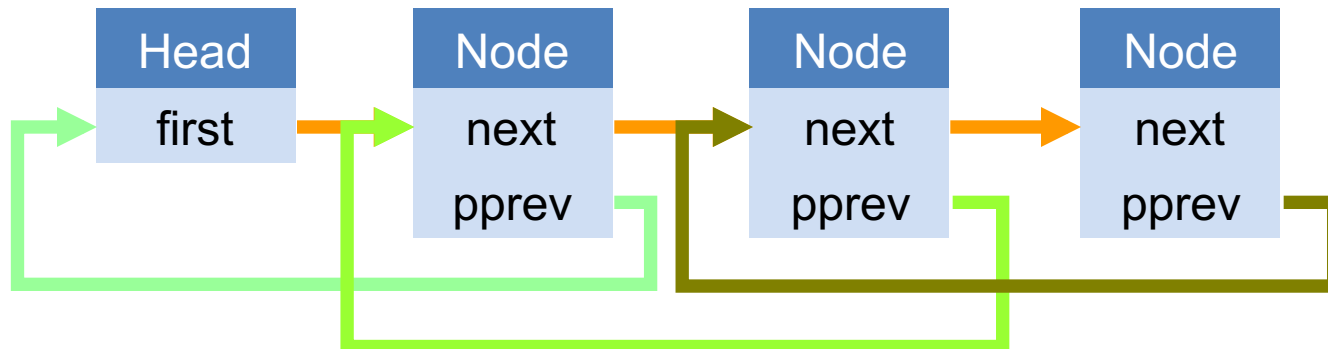 Head
Node
Node
Node
first
next
next
next
pprev
pprev
pprev